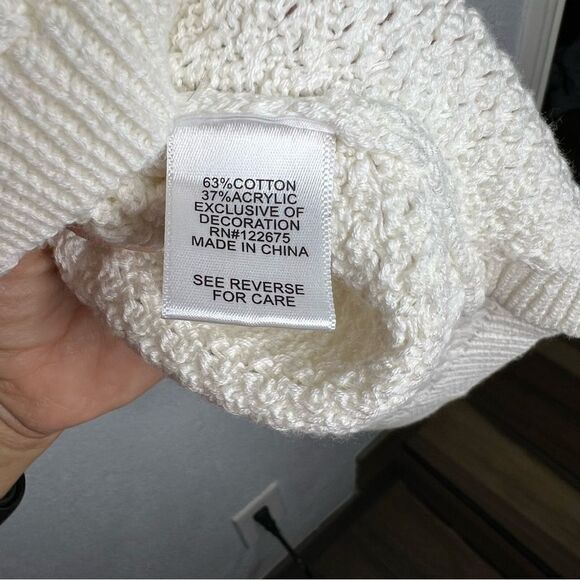 63%COTTON
37%ACRYLIC
EXCLUSIVE OF
DECORATION
RN#122675
MADE IN CHINA
SEE REVERSE
FOR CARE